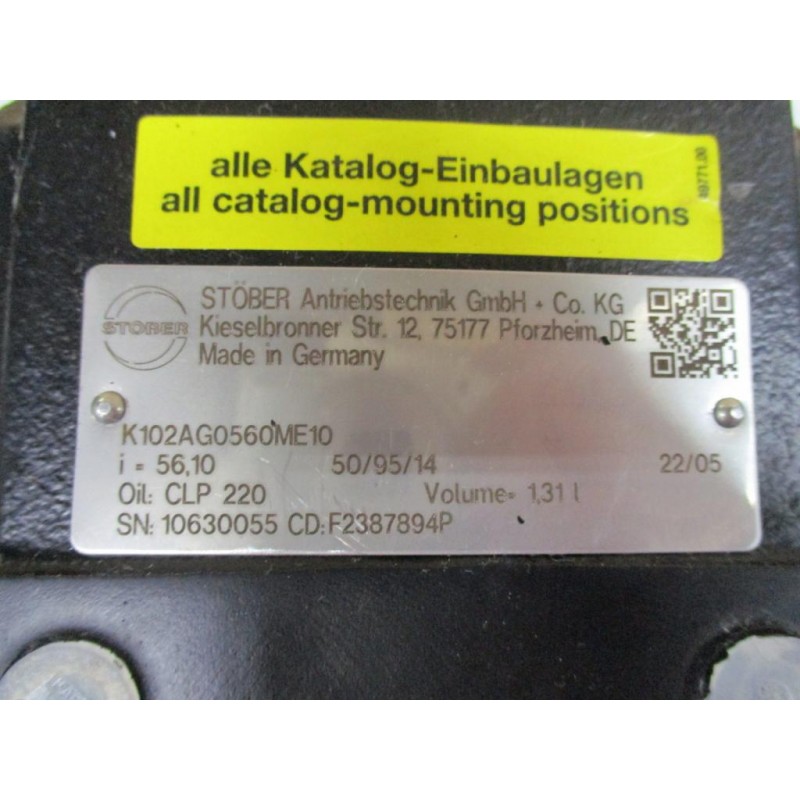 alle Katalog-Einbaulagen
all catalog-mounting positions
STÖBER
STÖBER Antriebstechnik GmbH + Co. KG
Kieselbronner Str. 12, 75177 Pforzheim, DE
Made in Germany
K102AG0560ME10
i = 56,10 50/95/14 22/05
Oil: CLP 220 Volume= 1,31 l
SN: 10630055 CD: F2387894P